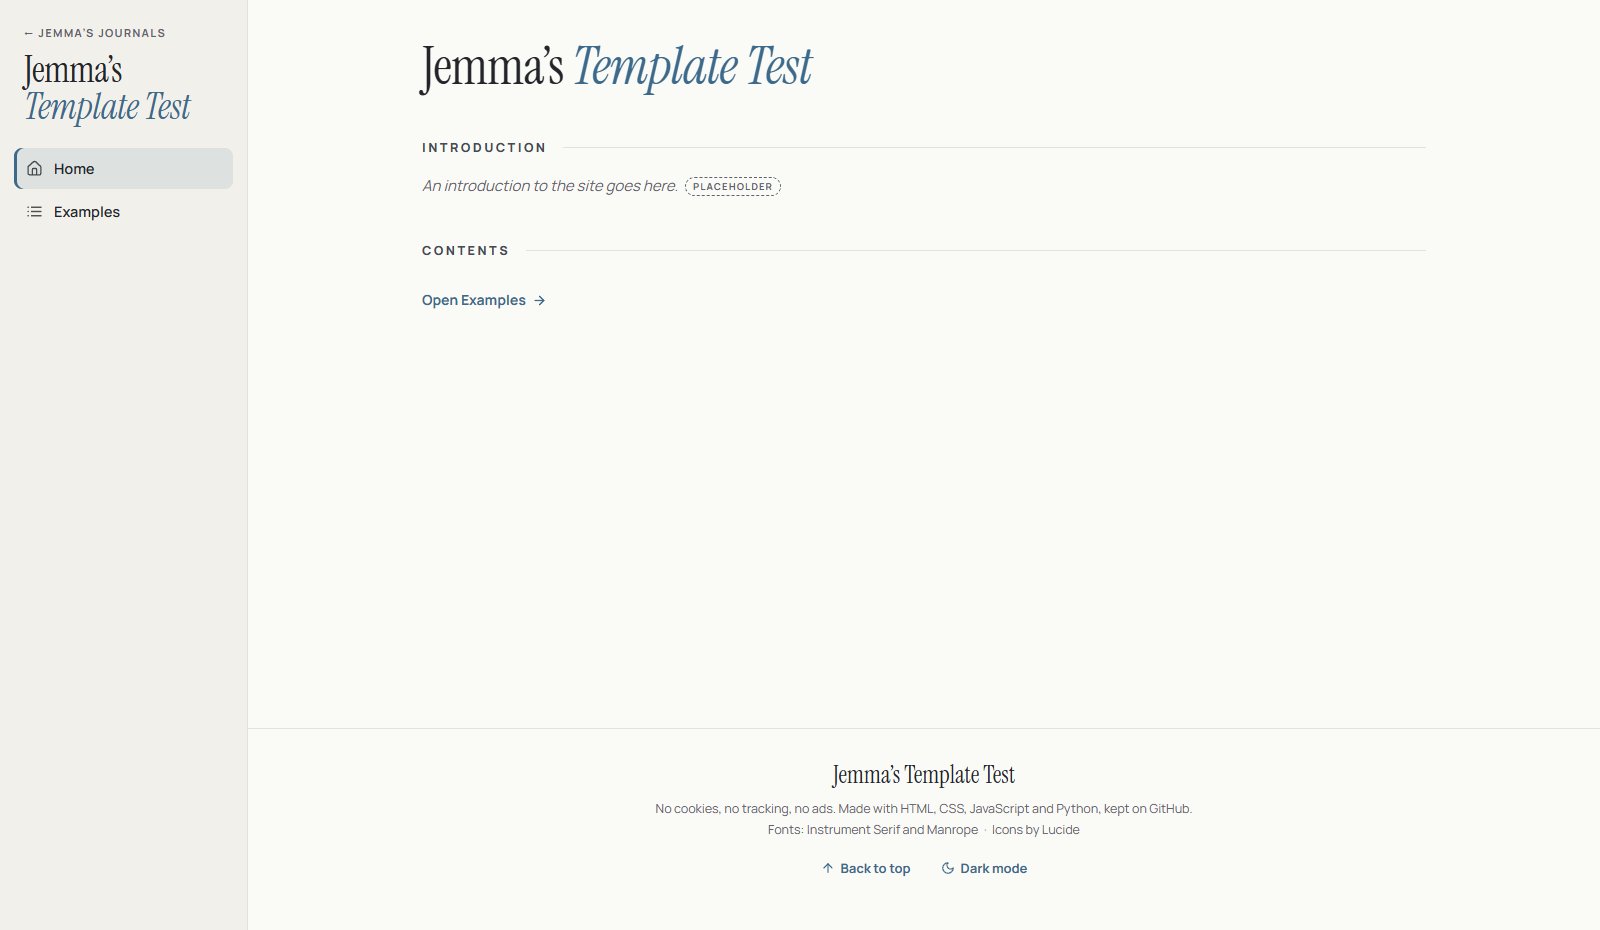 ← JEMMA’S JOURNALS
Jemma’s
Template Test
Home
Examples
Jemma’s Template Test
INTRODUCTION
An introduction to the site goes here. PLACEHOLDER
CONTENTS
Open Examples →
Jemma’s Template Test
No cookies, no tracking, no ads. Made with HTML, CSS, JavaScript and Python, kept on GitHub.
Fonts: Instrument Serif and Manrope · Icons by Lucide
↑ Back to top Dark mode